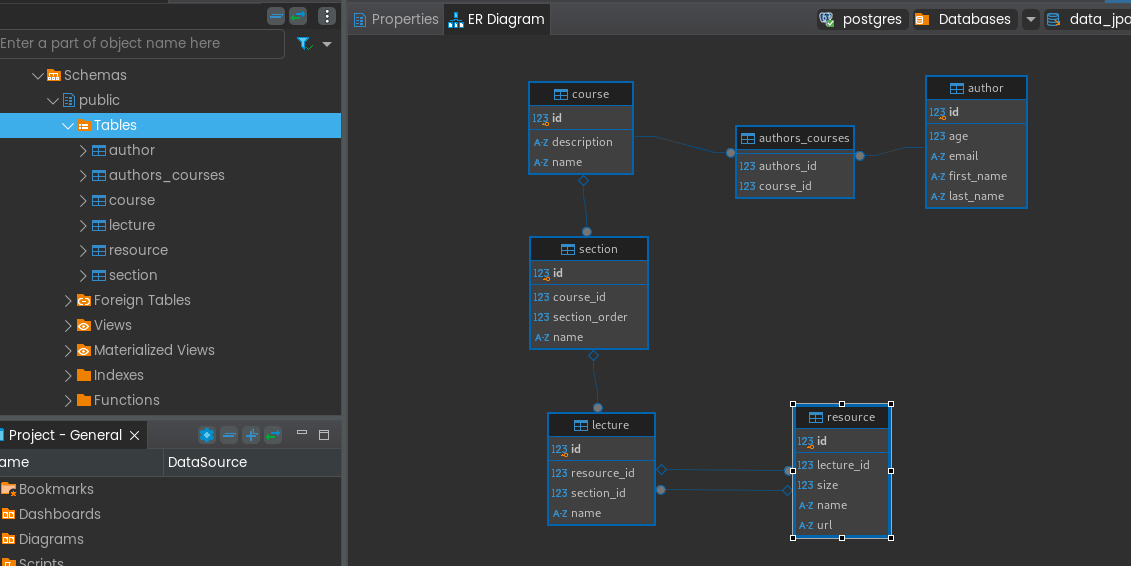 Enter a part of object name here
Schemas
public
Tables
author
authors_courses
course
lecture
resource
section
Foreign Tables
Views
Materialized Views
Indexes
Functions
Project - General
DataSource
Bookmarks
Dashboards
Diagrams
Scripts
Properties
ER Diagram
postgres
Databases
course
123 id
A-Z description
A-Z name
authors_courses
123 authors_id
123 course_id
author
123 id
123 age
A-Z email
A-Z first_name
A-Z last_name
section
123 id
123 course_id
123 section_order
A-Z name
lecture
123 id
123 resource_id
123 section_id
A-Z name
resource
123 id
123 lecture_id
123 size
A-Z name
A-Z url